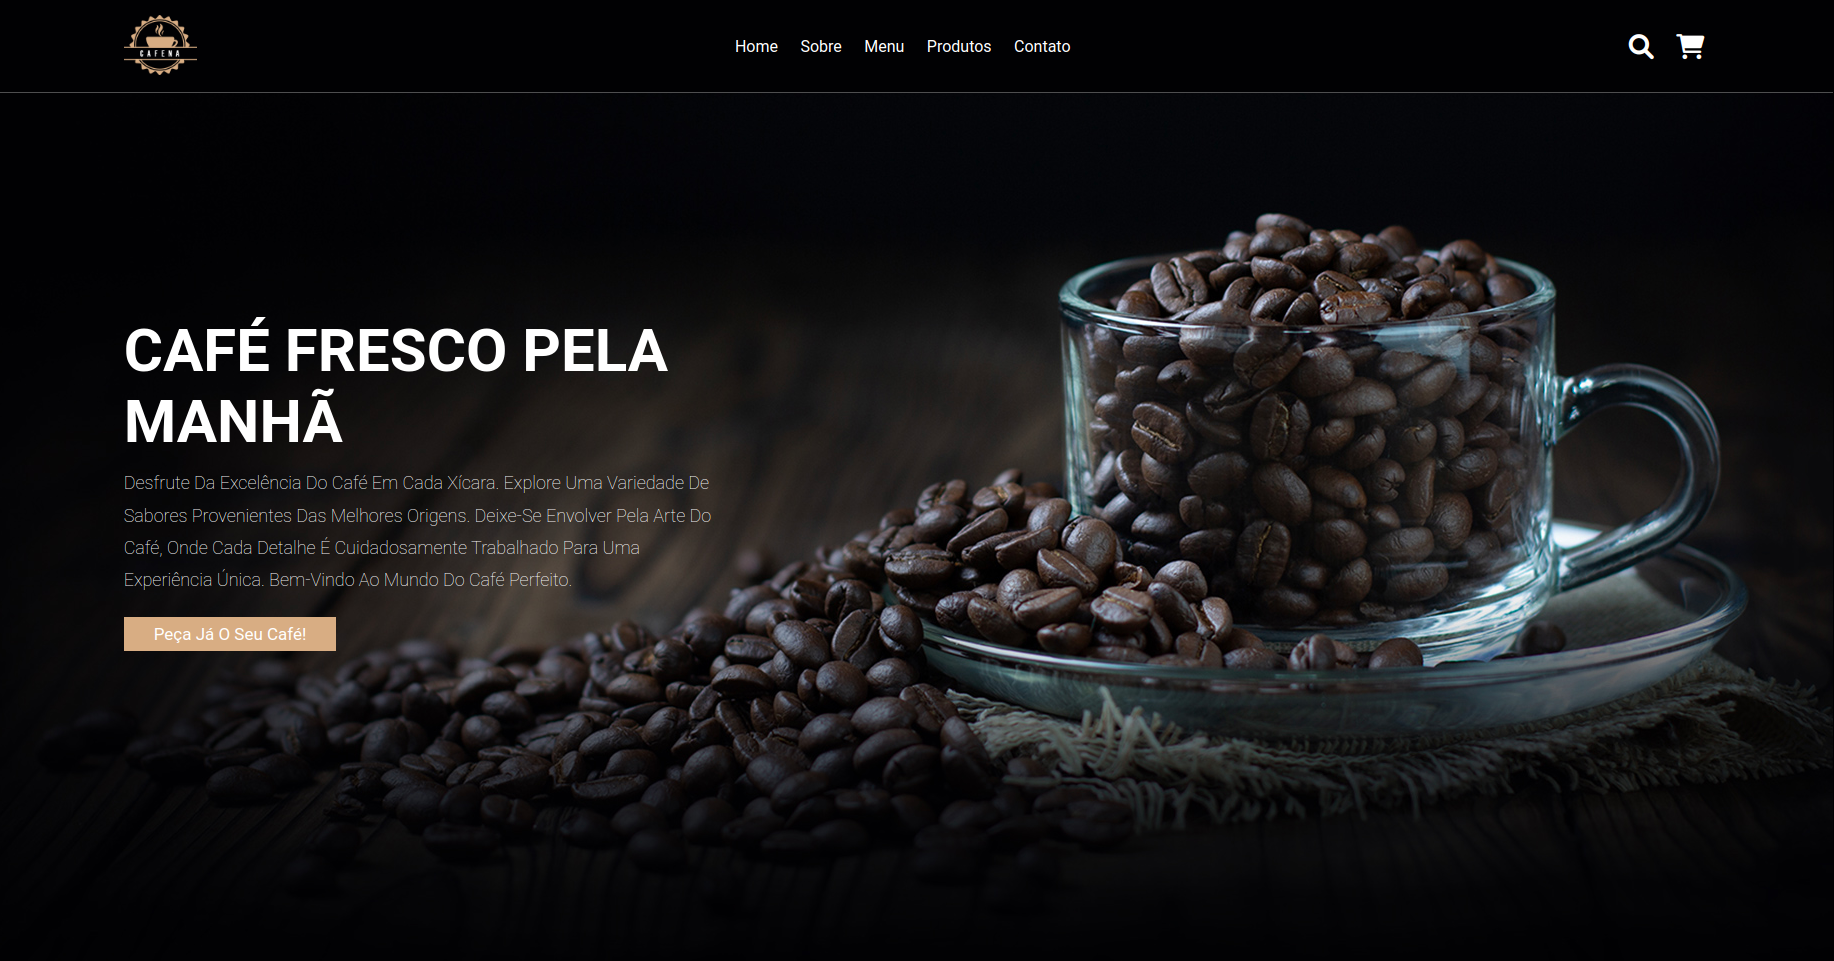 CAFENA
Home Sobre Menu Produtos Contato
CAFÉ FRESCO PELA
MANHÃ
Desfrute Da Excelência Do Café Em Cada Xícara. Explore Uma Variedade De
Sabores Provenientes Das Melhores Origens. Deixe-Se Envolver Pela Arte Do
Café, Onde Cada Detalhe É Cuidadosamente Trabalhado Para Uma
Experiência Única. Bem-Vindo Ao Mundo Do Café Perfeito.
Peça Já O Seu Café!